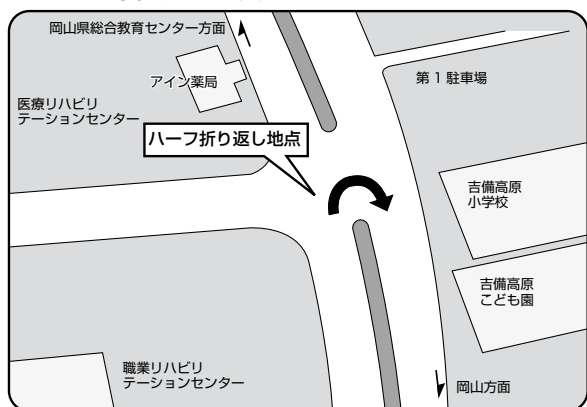 岡山県総合教育センター方面
アイン薬局
第1駐車場
医療リハビリ
テーションセンター
ハーフ折り返し地点
吉備高原
小学校
吉備高原
こども園
職業リハビリ
テーションセンター
岡山方面